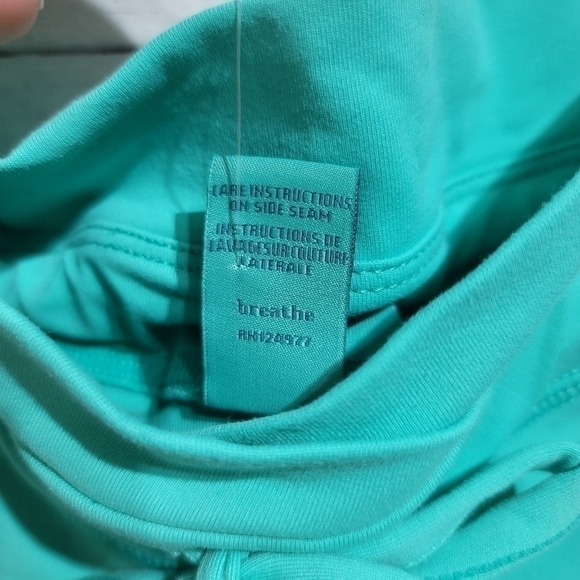 CARE INSTRUCTIONS
ON SIDE SEAM
INSTRUCTIONS DE
LAVAGE SUR COUTURE
LATERALE
breathe
RN124977